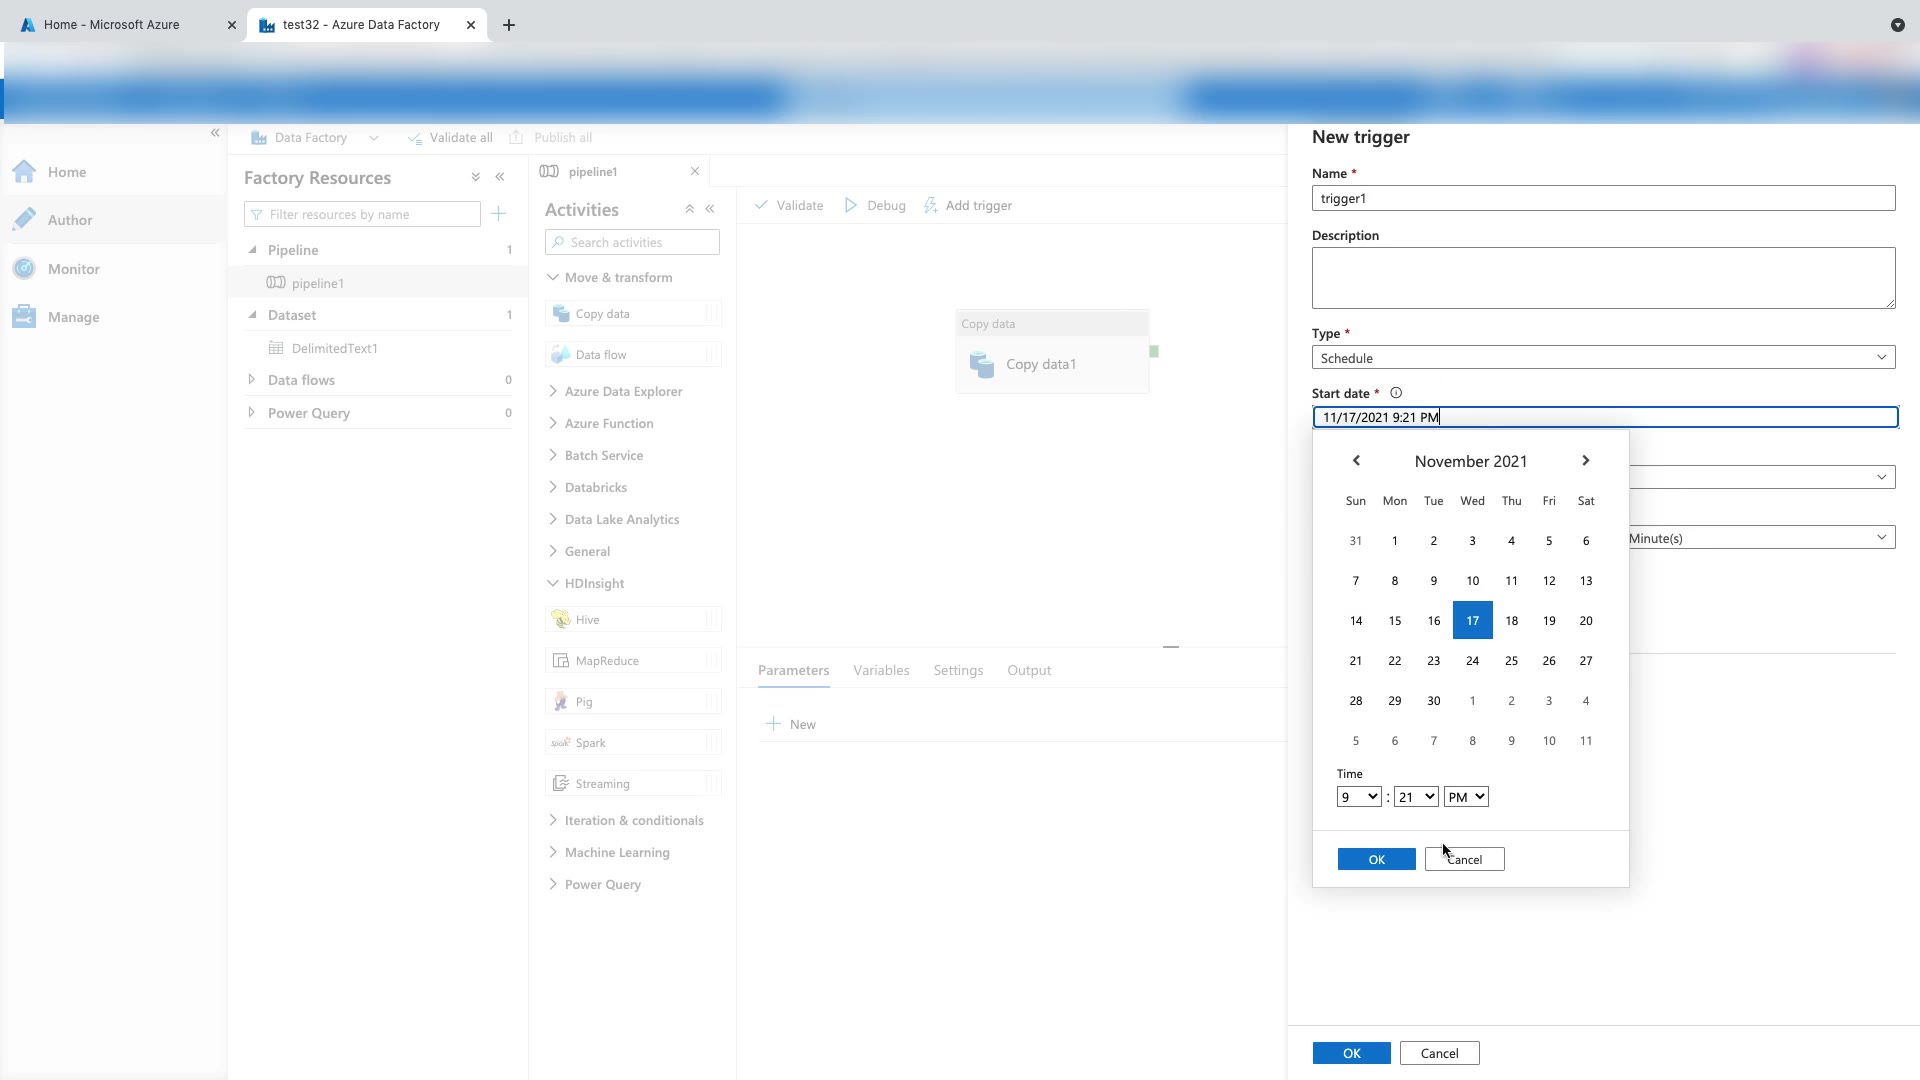 Home - Microsoft Azure
test32 - Azure Data Factory
Home
Author
Monitor
Manage
Data Factory
Validate all
Publish all
Factory Resources
Filter resources by name
Pipeline 1
pipeline1
Dataset 1
DelimitedText1
Data flows 0
Power Query 0
pipeline1
Activities
Search activities
Move & transform
Copy data
Data flow
Azure Data Explorer
Azure Function
Batch Service
Databricks
Data Lake Analytics
General
HDInsight
Hive
MapReduce
Pig
Spark
Streaming
Iteration & conditionals
Machine Learning
Power Query
Validate
Debug
Add trigger
Copy data
Copy data1
Parameters
Variables
Settings
Output
New
New trigger
Name *
trigger1
Description
Type *
Schedule
Start date *
11/17/2021 9:21 PM
November 2021
Sun Mon Tue Wed Thu Fri Sat
31 1 2 3 4 5 6
7 8 9 10 11 12 13
14 15 16 17 18 19 20
21 22 23 24 25 26 27
28 29 30 1 2 3 4
5 6 7 8 9 10 11
Time
9 : 21 PM
OK
Cancel
Minute(s)
OK
Cancel